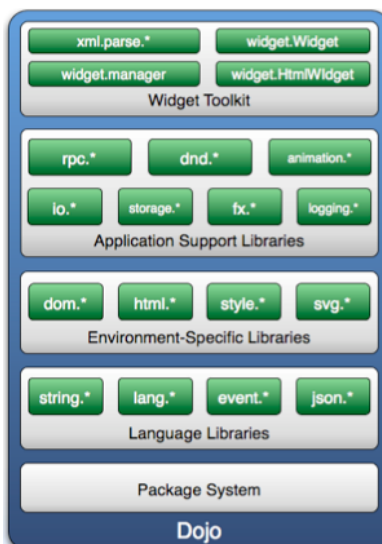 xml.parse.* widget.Widget
widget.manager widget.HtmlWIdget
Widget Toolkit
rpc.* dnd.* animation.*
io.* storage.* fx.* logging.*
Application Support Libraries
dom.* html.* style.* svg.*
Environment-Specific Libraries
string.* lang.* event.* json.*
Language Libraries
Package System
Dojo